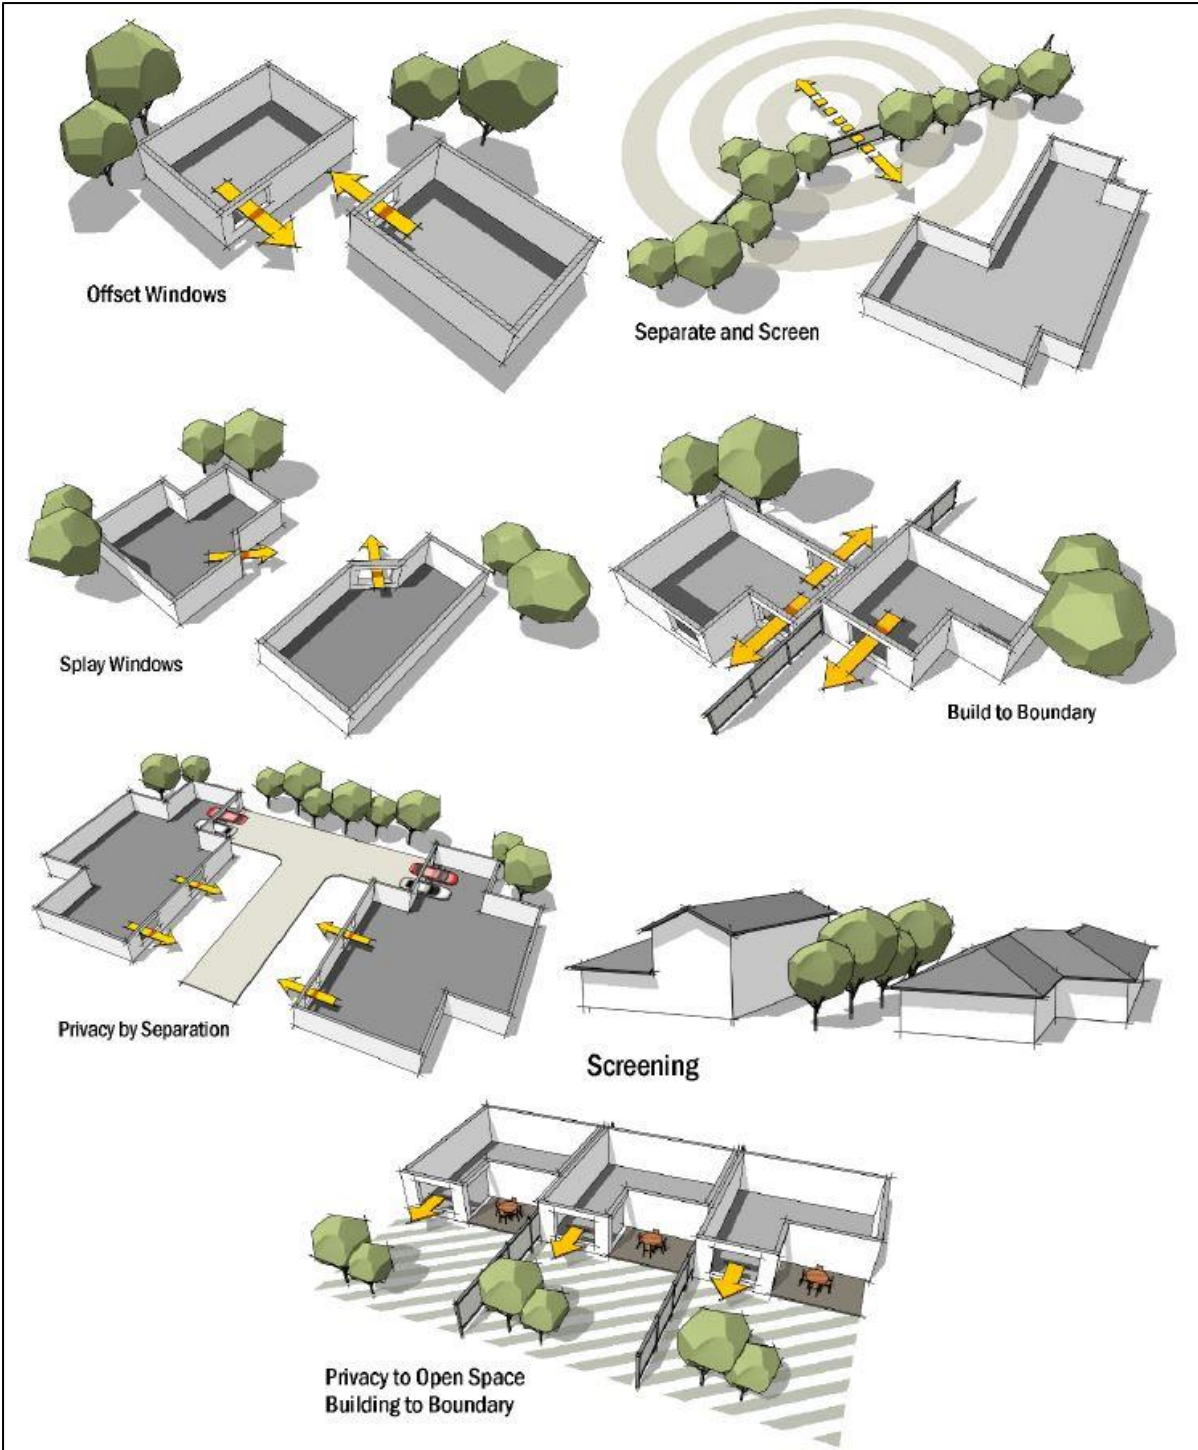 Offset Windows
Separate and Screen
Splay Windows
Build to Boundary
Privacy by Separation
Screening
Privacy to Open Space
Building to Boundary